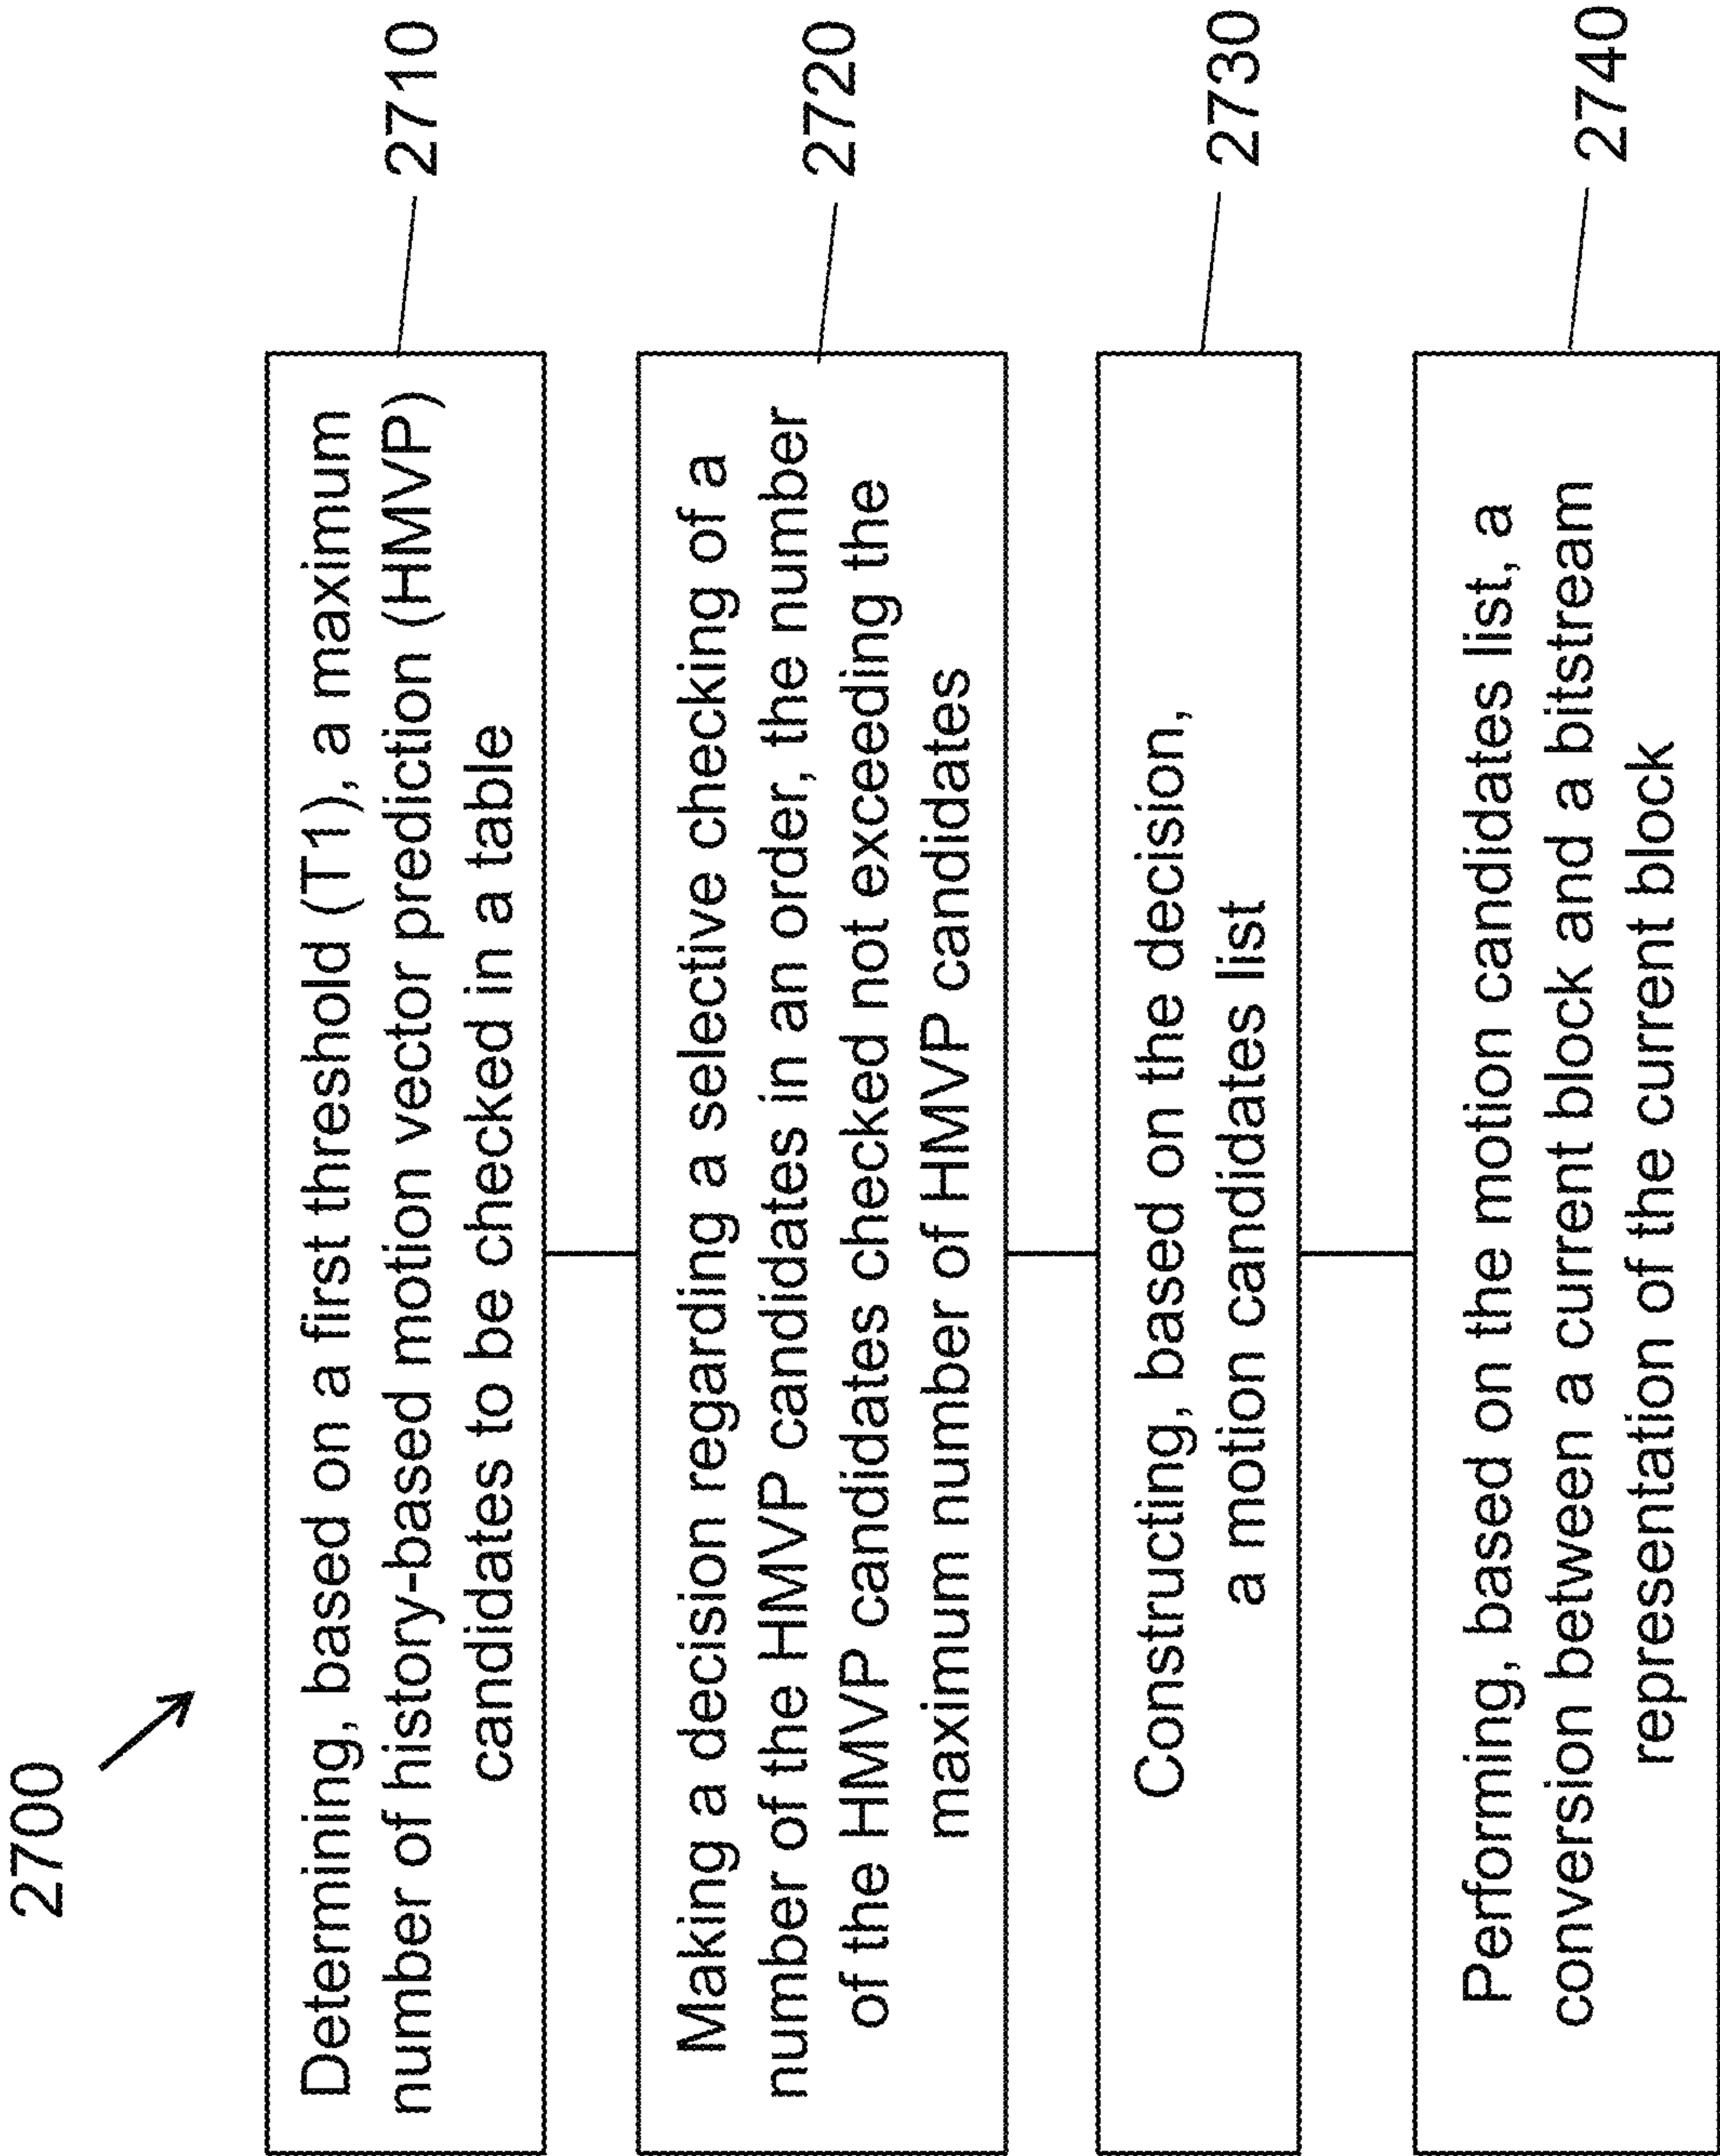 2700
Determining, based on a first threshold (T1), a maximum
number of history-based motion vector prediction (HMVP)
candidates to be checked in a table
2710
Making a decision regarding a selective checking of a
number of the HMVP candidates in an order, the number
of the HMVP candidates checked not exceeding the
maximum number of HMVP candidates
2720
Constructing, based on the decision,
a motion candidates list
2730
Performing, based on the motion candidates list, a
conversion between a current block and a bitstream
representation of the current block
2740